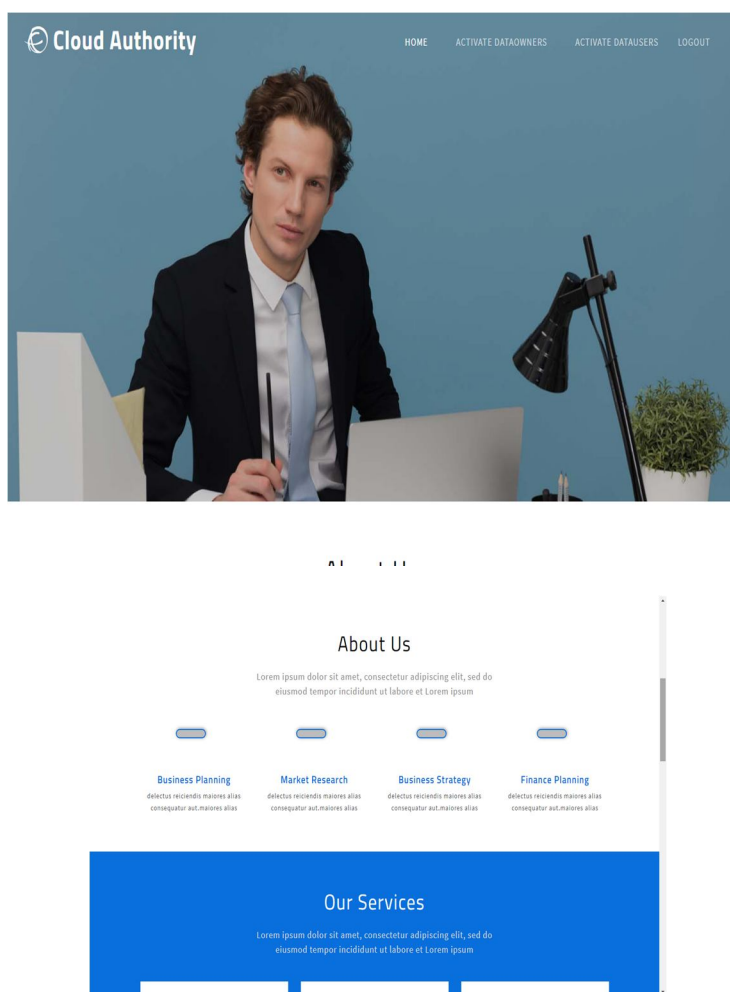 Cloud Authority
HOME ACTIVATE DATAOWNERS ACTIVATE DATAUSERS LOGOUT
About Us
About Us
Lorem ipsum dolor sit amet, consectetur adipiscing elit, sed do
eiusmod tempor incididunt ut labore et Lorem ipsum
Business Planning Market Research Business Strategy Finance Planning
delectus reiciendis maiores alias delectus reiciendis maiores alias delectus reiciendis maiores alias delectus reiciendis maiores alias
consequatur aut.maiores alias consequatur aut.maiores alias consequatur aut.maiores alias consequatur aut.maiores alias
Our Services
Lorem ipsum dolor sit amet, consectetur adipiscing elit, sed do
eiusmod tempor incididunt ut labore et Lorem ipsum